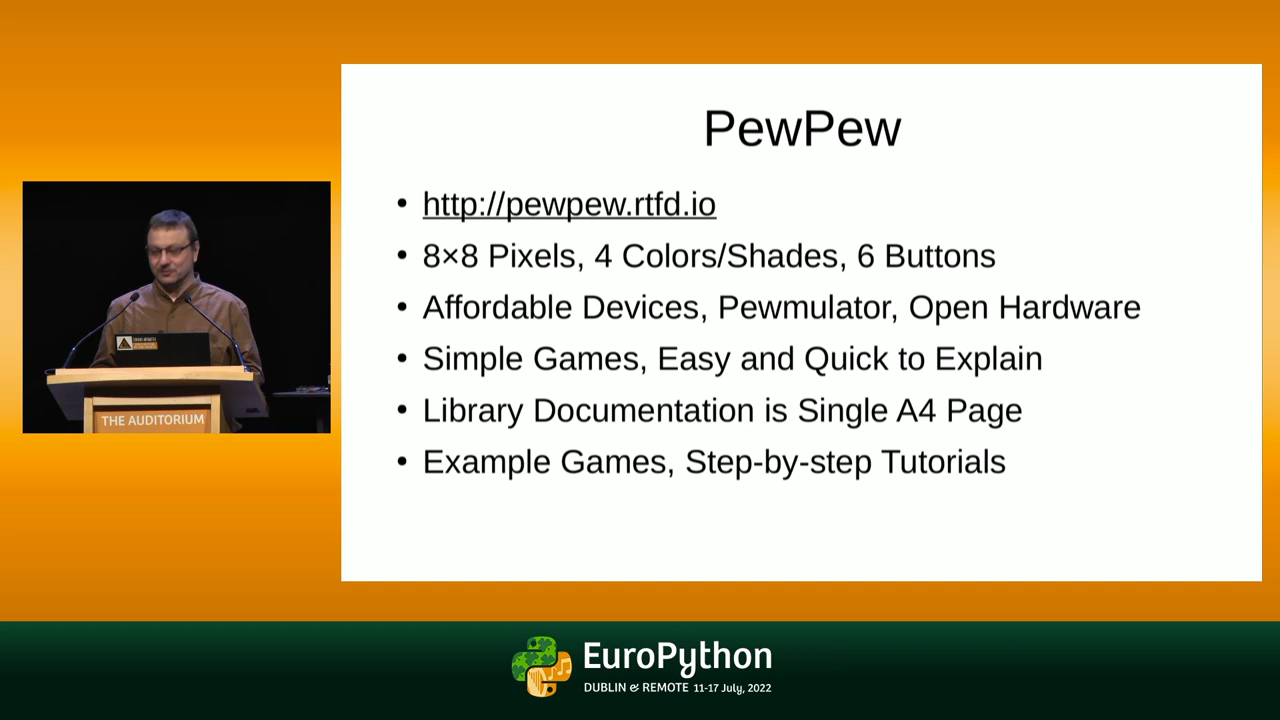 PewPew
http://pewpew.rtfd.io
8×8 Pixels, 4 Colors/Shades, 6 Buttons
Affordable Devices, Pewmulator, Open Hardware
Simple Games, Easy and Quick to Explain
Library Documentation is Single A4 Page
Example Games, Step-by-step Tutorials
THE AUDITORIUM
EuroPython
DUBLIN & REMOTE 11-17 July, 2022